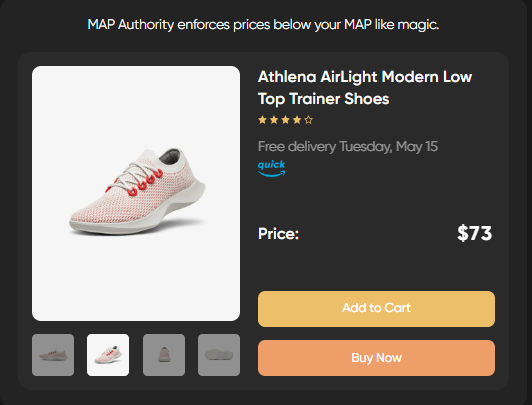 MAP Authority enforces prices below your MAP like magic.
Athlena AirLight Modern Low
Top Trainer Shoes
Free delivery Tuesday, May 15
quick
Price:
$73
Add to Cart
Buy Now